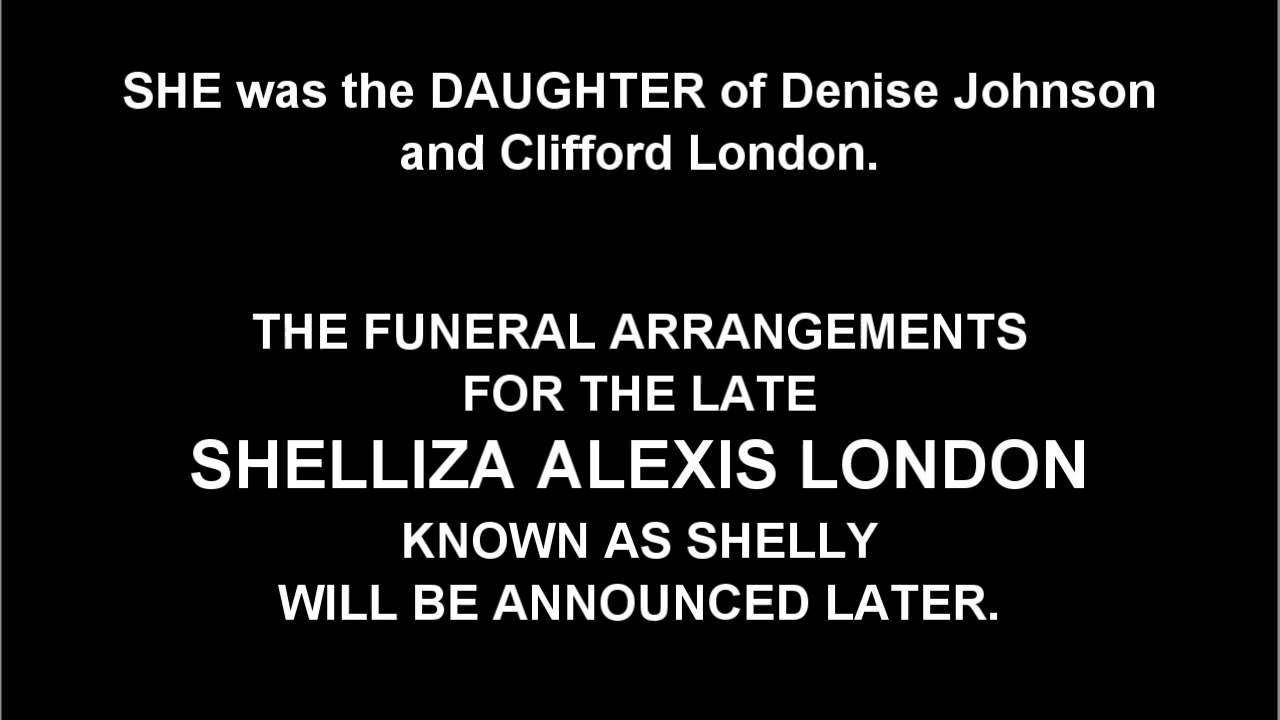 SHE was the DAUGHTER of Denise Johnson
and Clifford London.
THE FUNERAL ARRANGEMENTS
FOR THE LATE
SHELLIZA ALEXIS LONDON
KNOWN AS SHELLY
WILL BE ANNOUNCED LATER.